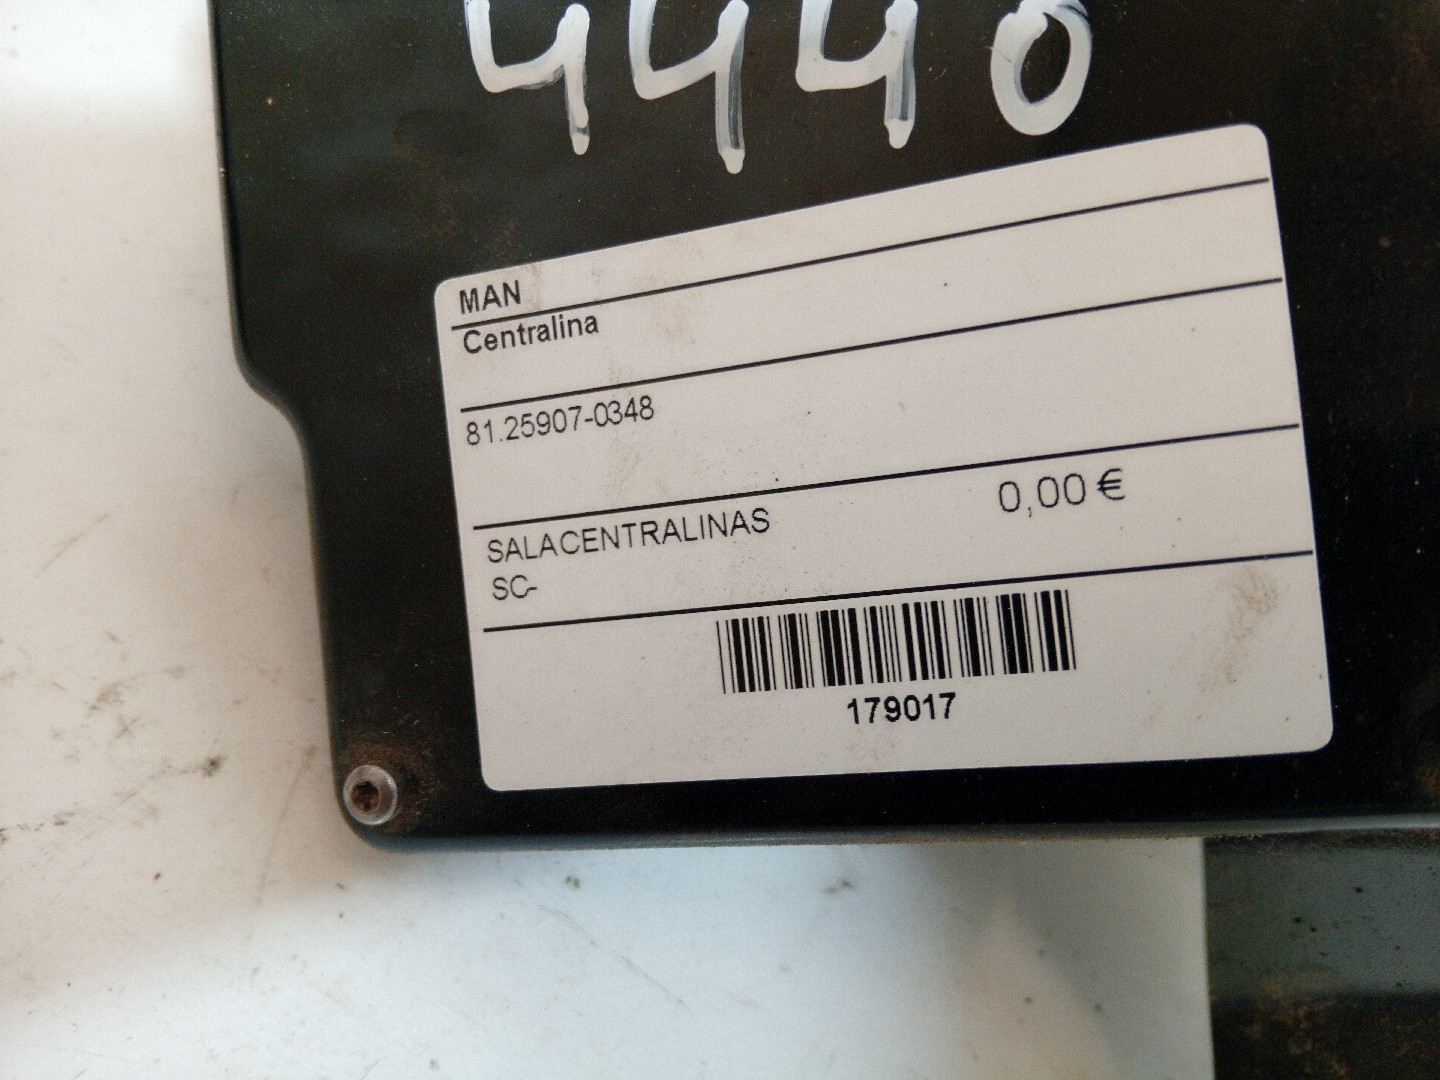 4440
MAN
Centralina
81.25907-0348
SALACENTRALINAS 0,00 €
SC-
179017